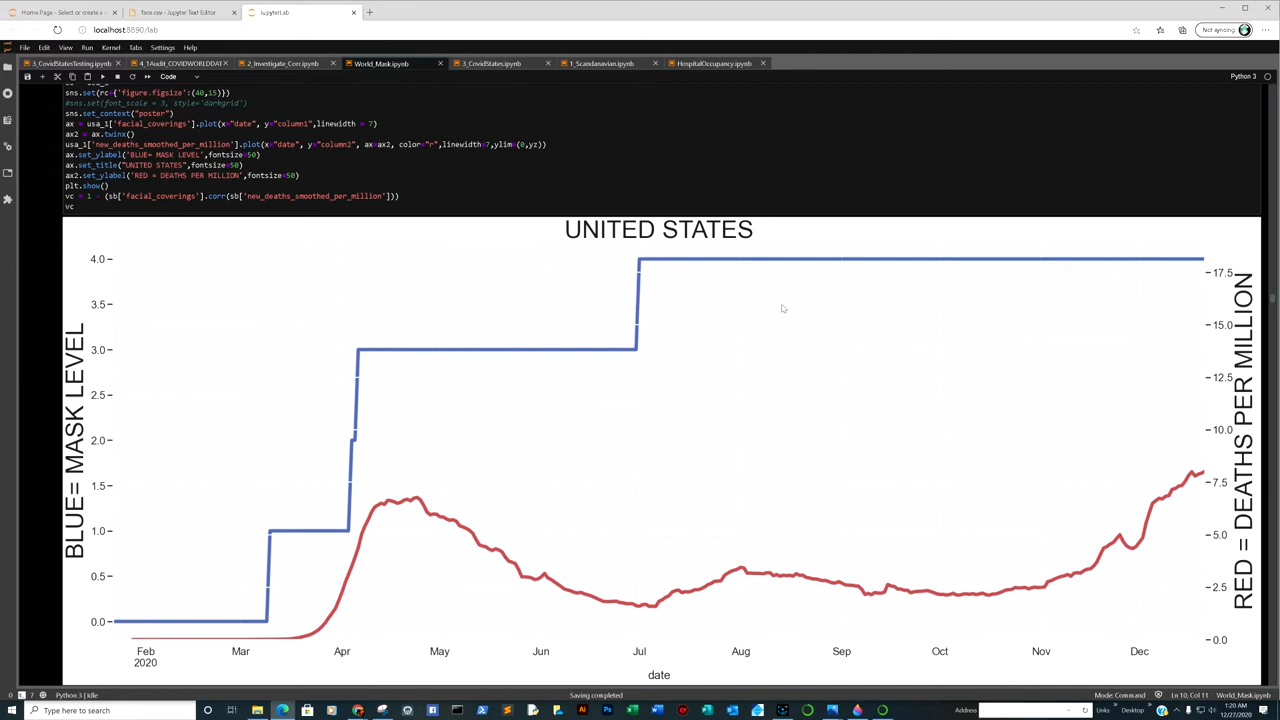 Home Page - Select or create a n
face.csv - Jupyter Text Editor
JupyterLab
localhost:8890/lab
Not syncing
File Edit View Run Kernel Tabs Settings Help
3_CovidStatesTesting.ipynb
4_1Audit_COVIDWORLDDAT
2_Investigate_Corr.ipynb
World_Mask.ipynb
3_CovidStates.ipynb
1_Scandanavian.ipynb
HospitalOccupancy.ipynb
Code
Python 3
sns.set(rc={'figure.figsize':(40,15)})
#sns.set(font_scale = 3, style='darkgrid')
sns.set_context("poster")
ax = usa_1['facial_coverings'].plot(x="date", y="column1",linewidth = 7)
ax2 = ax.twinx()
usa_1['new_deaths_smoothed_per_million'].plot(x="date", y="column2", ax=ax2, color="r",linewidth=7,ylim=(0,yz))
ax.set_ylabel('BLUE= MASK LEVEL',fontsize=50)
ax.set_title("UNITED STATES",fontsize=50)
ax2.set_ylabel('RED = DEATHS PER MILLION',fontsize=50)
plt.show()
vc = 1 - (sb['facial_coverings'].corr(sb['new_deaths_smoothed_per_million']))
vc
UNITED STATES
BLUE= MASK LEVEL
4.0
3.5
3.0
2.5
2.0
1.5
1.0
0.5
0.0
17.5
15.0
12.5
10.0
7.5
5.0
2.5
0.0
RED = DEATHS PER MILLION
Feb Mar Apr May Jun Jul Aug Sep Oct Nov Dec
2020
date
0 7 Python 3 | Idle
Saving completed
Mode: Command
Ln 10, Col 11
World_Mask.ipynb
Type here to search
Address
Links
Desktop
1:20 AM
12/27/2020